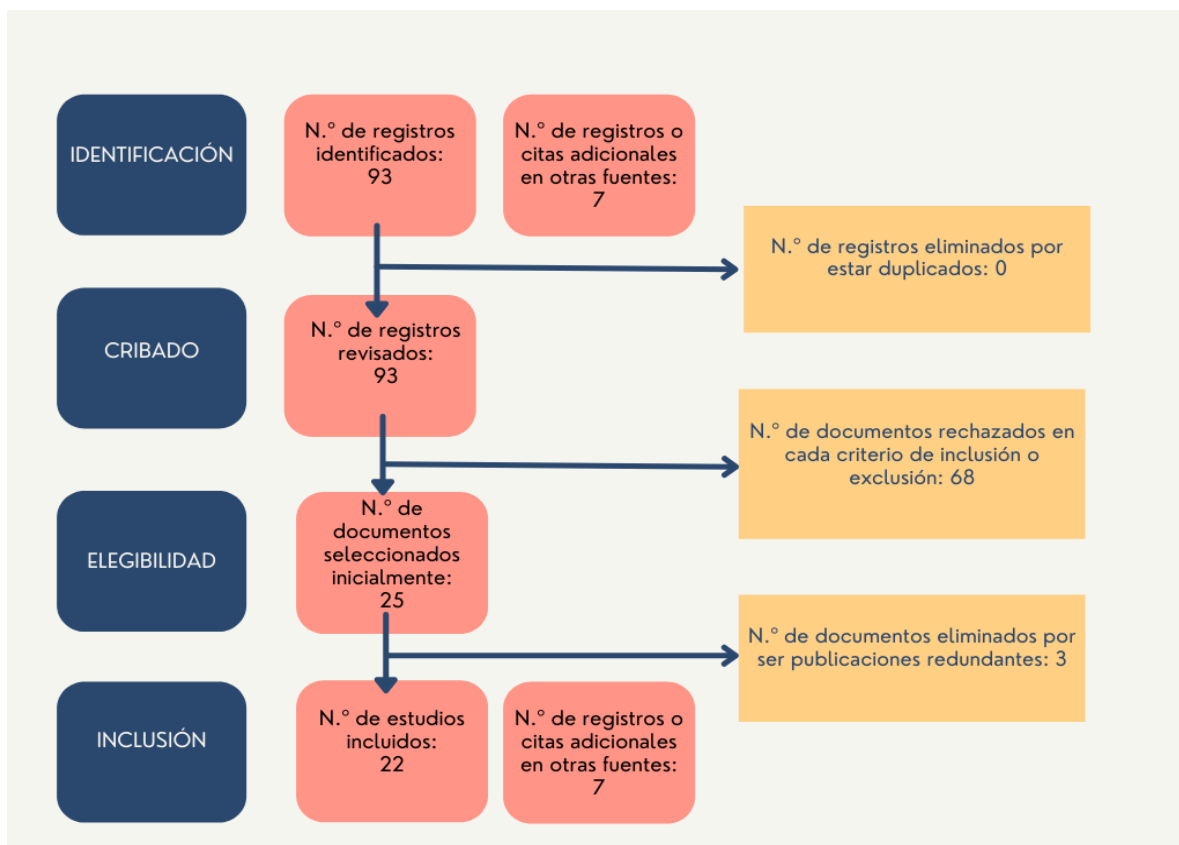 IDENTIFICACIÓN
N.º de registros
identificados:
93
N.º de registros o
citas adicionales
en otras fuentes:
7
N.º de registros eliminados por
estar duplicados: 0
CRIBADO
N.º de registros
revisados:
93
N.º de documentos rechazados en
cada criterio de inclusión o
exclusión: 68
ELEGIBILIDAD
N.º de
documentos
seleccionados
inicialmente:
25
N.º de documentos eliminados por
ser publicaciones redundantes: 3
INCLUSIÓN
N.º de estudios
incluidos:
22
N.º de registros o
citas adicionales
en otras fuentes:
7